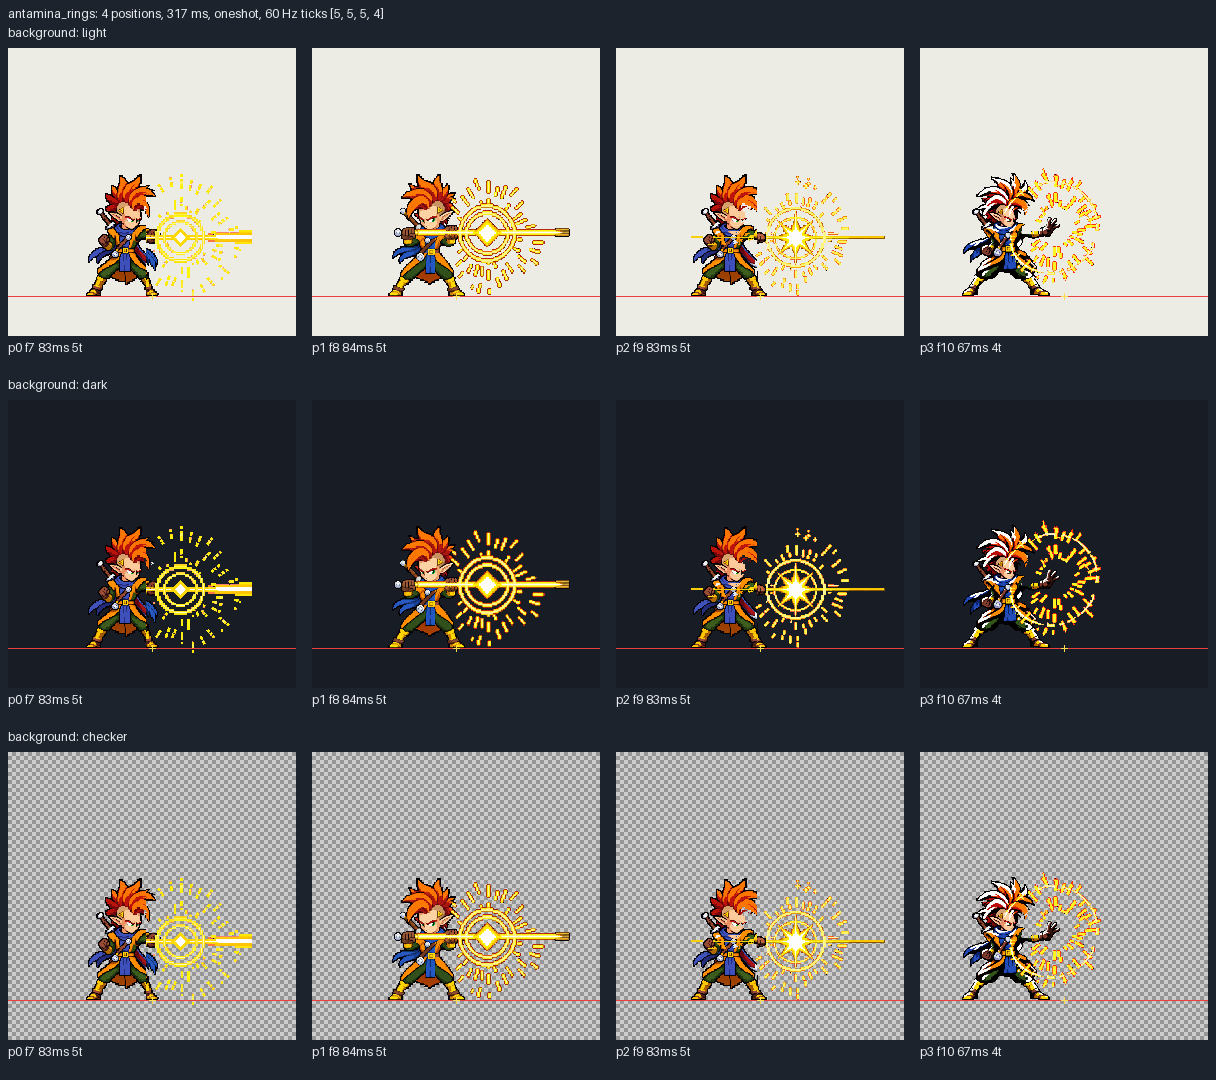 antamina_rings: 4 positions, 317 ms, oneshot, 60 Hz ticks [5, 5, 5, 4]
background: light
p0 f7 83ms 5t
p1 f8 84ms 5t
p2 f9 83ms 5t
p3 f10 67ms 4t
background: dark
p0 f7 83ms 5t
p1 f8 84ms 5t
p2 f9 83ms 5t
p3 f10 67ms 4t
background: checker
p0 f7 83ms 5t
p1 f8 84ms 5t
p2 f9 83ms 5t
p3 f10 67ms 4t